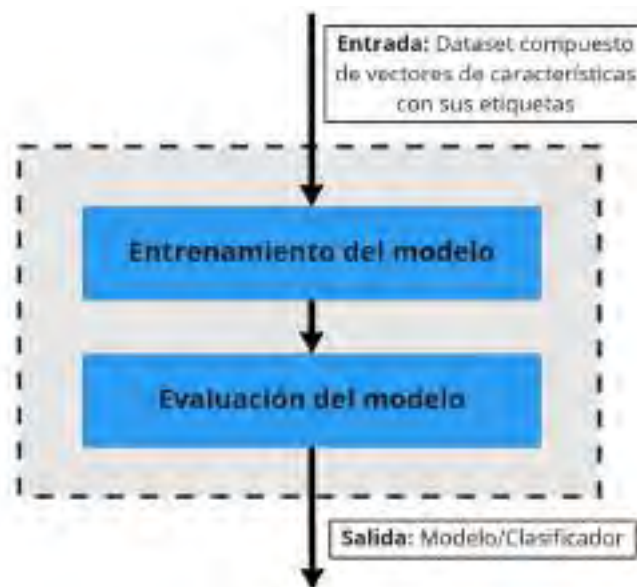 Entrada: Dataset compuesto
de vectores de características
con sus etiquetas
Entrenamiento del modelo
Evaluación del modelo
Salida: Modelo/Clasificador